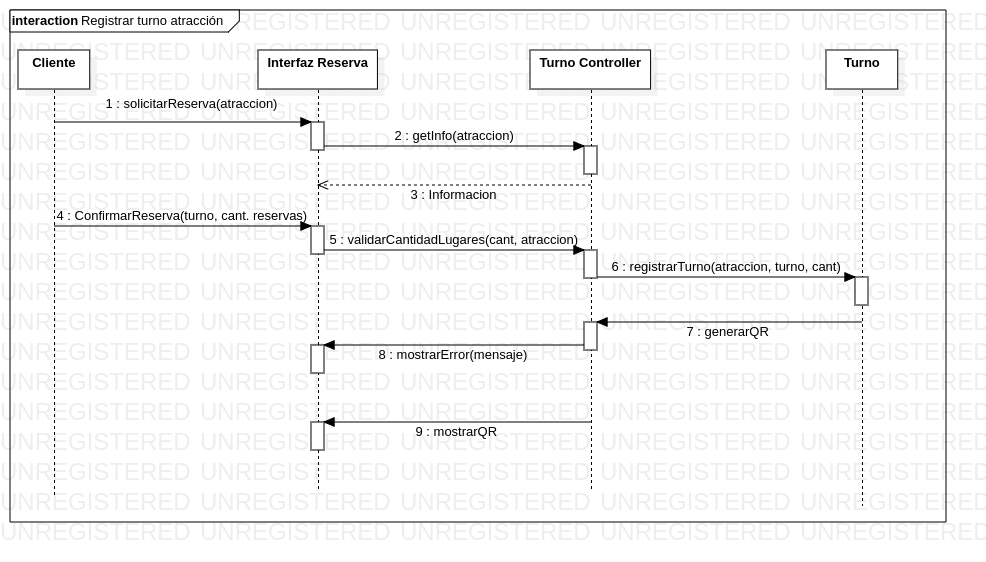 interaction Registrar turno atracción
Cliente
Interfaz Reserva
Turno Controller
Turno
1 : solicitarReserva(atraccion)
2 : getInfo(atraccion)
3 : Informacion
4 : ConfirmarReserva(turno, cant. reservas)
5 : validarCantidadLugares(cant, atraccion)
6 : registrarTurno(atraccion, turno, cant)
7 : generarQR
8 : mostrarError(mensaje)
9 : mostrarQR
UNREGISTERED UNREGISTERED UNREGISTERED UNREGISTERED UNREGISTERED